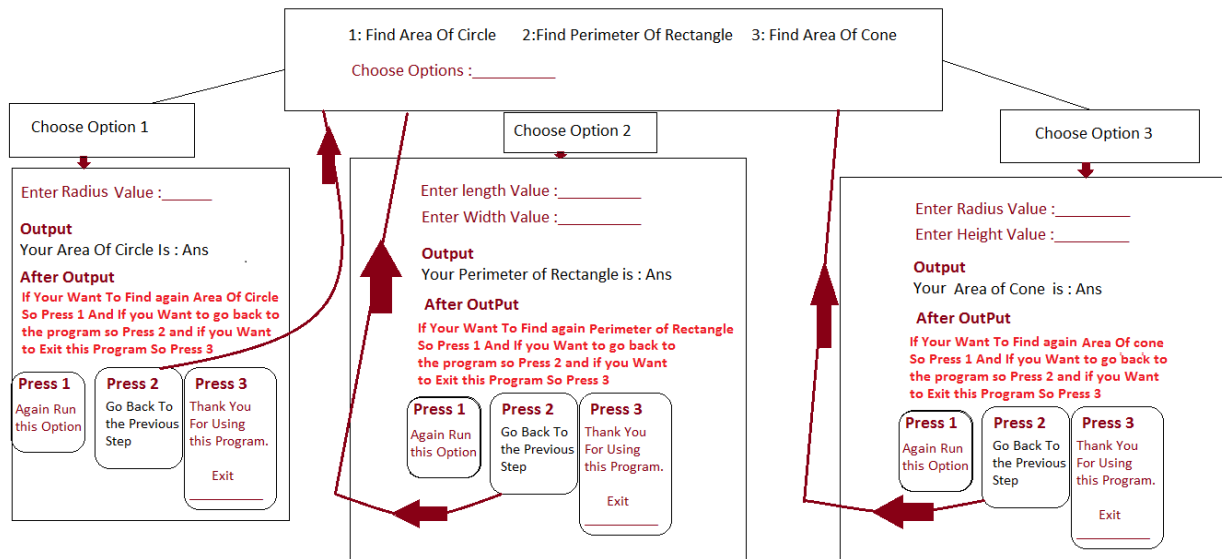 1: Find Area Of Circle 2:Find Perimeter Of Rectangle 3: Find Area Of Cone
Choose Options :__________
Choose Option 1
Enter Radius Value :______
Output
Your Area Of Circle Is : Ans
After Output
If Your Want To Find again Area Of Circle
So Press 1 And If you Want to go back to
the program so Press 2 and if you Want
to Exit this Program So Press 3
Press 1
Again Run
this Option
Press 2
Go Back To
the Previous
Step
Press 3
Thank You
For Using
this Program.
Exit
Choose Option 2
Enter length Value :__________
Enter Width Value :__________
Output
Your Perimeter of Rectangle is : Ans
After OutPut
If Your Want To Find again Perimeter of Rectangle
So Press 1 And If you Want to go back to
the program so Press 2 and if you Want
to Exit this Program So Press 3
Press 1
Again Run
this Option
Press 2
Go Back To
the Previous
Step
Press 3
Thank You
For Using
this Program.
Exit
Choose Option 3
Enter Radius Value :_________
Enter Height Value :_________
Output
Your Area of Cone is : Ans
After OutPut
If Your Want To Find again Area Of cone
So Press 1 And If you Want to go back to
the program so Press 2 and if you Want
to Exit this Program So Press 3
Press 1
Again Run
this Option
Press 2
Go Back To
the Previous
Step
Press 3
Thank You
For Using
this Program.
Exit